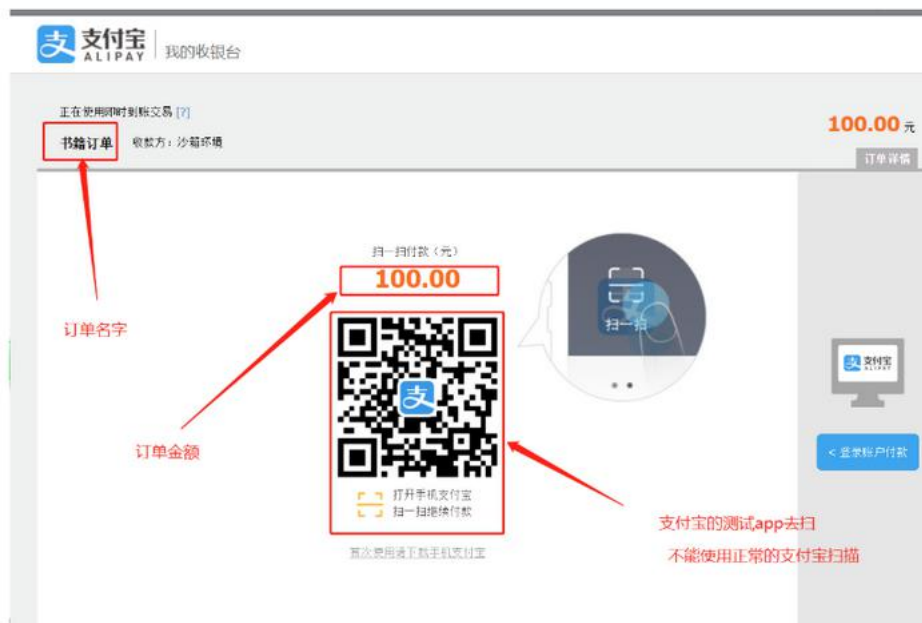 支付宝
ALIPAY
我的收银台
正在使用即时到账交易 [?]
书籍订单 收款方：沙箱环境
100.00 元
订单详情
扫一扫付款（元）
100.00
扫一扫
订单名字
支付宝
ALIPAY
订单金额
支
< 登录账户付款
打开手机支付宝
扫一扫继续付款
支付宝的测试app去扫
不能使用正常的支付宝扫描
首次使用请下载手机支付宝